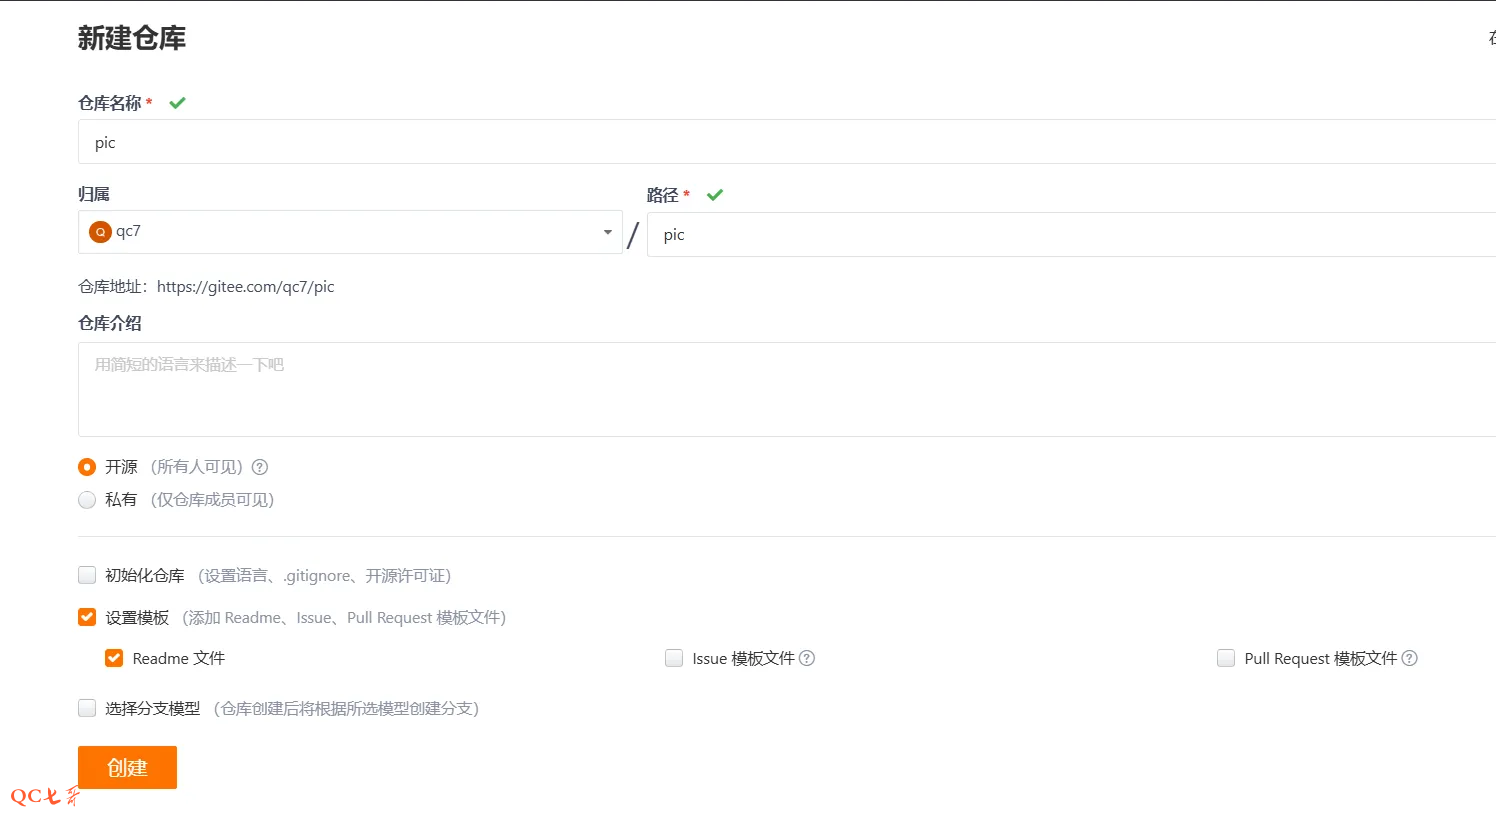 新建仓库
仓库名称 *
pic
归属
路径 *
Q qc7
/
pic
仓库地址：https://gitee.com/qc7/pic
仓库介绍
用简短的语言来描述一下吧
开源 （所有人可见） ?
私有 （仅仓库成员可见）
初始化仓库 （设置语言、.gitignore、开源许可证）
设置模板 （添加 Readme、Issue、Pull Request 模板文件）
Readme 文件
Issue 模板文件 ?
Pull Request 模板文件 ?
选择分支模型 （仓库创建后将根据所选模型创建分支）
创建
QC七哥